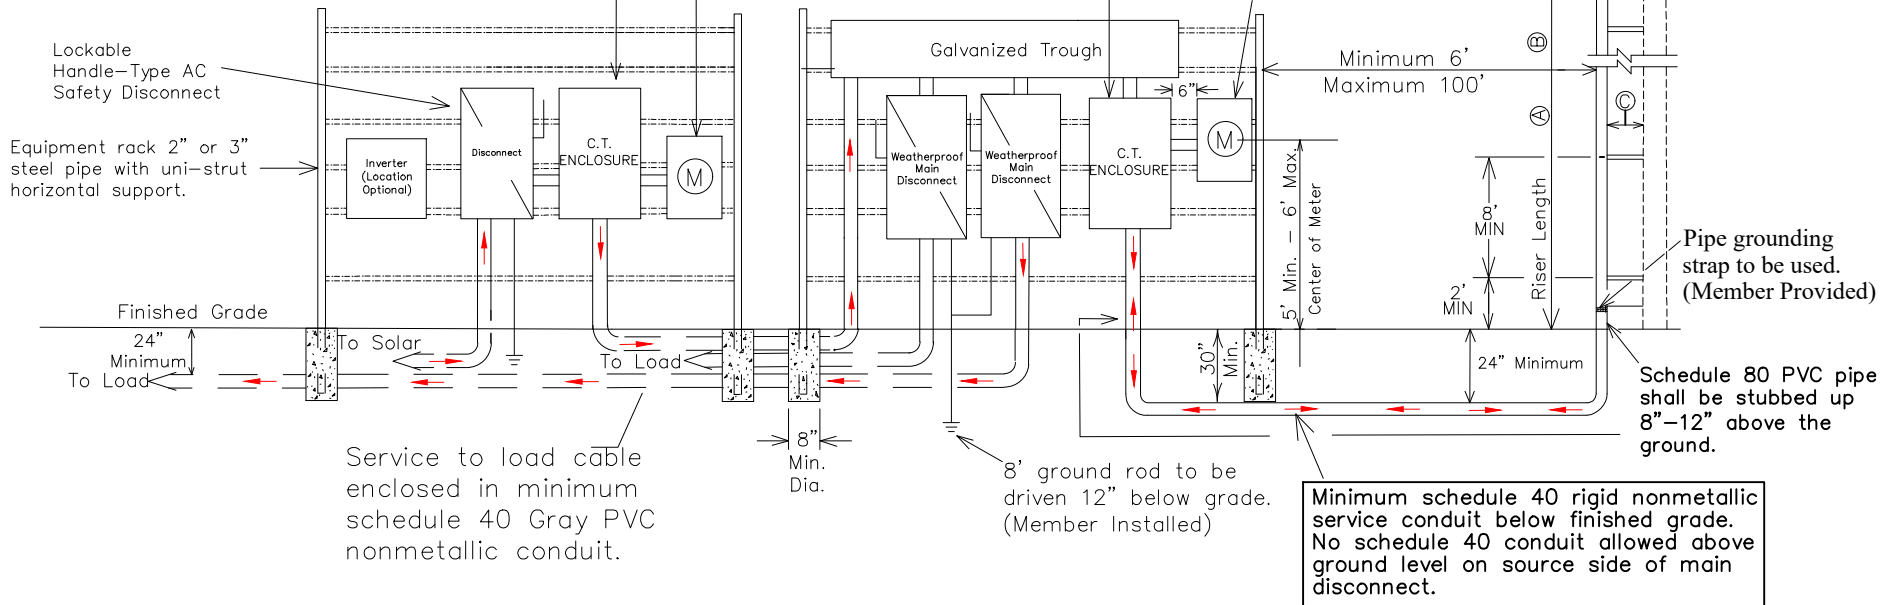 Lockable
Handle-Type AC
Safety Disconnect
Equipment rack 2" or 3"
steel pipe with uni-strut
horizontal support.
Inverter
(Location
Optional)
Disconnect
C.T.
ENCLOSURE
M
Galvanized Trough
Weatherproof
Main
Disconnect
Weatherproof
Main
Disconnect
C.T.
ENCLOSURE
6"
M
Minimum 6'
Maximum 100'
5' Min. - 6' Max.
Center of Meter
B
A
C
Riser Length
8'
MIN
2'
MIN
Pipe grounding
strap to be used.
(Member Provided)
Finished Grade
24"
Minimum
To Solar
To Load
To Load
30"
Min.
24" Minimum
Schedule 80 PVC pipe
shall be stubbed up
8"-12" above the
ground.
8"
Min.
Dia.
Service to load cable
enclosed in minimum
schedule 40 Gray PVC
nonmetallic conduit.
8' ground rod to be
driven 12" below grade.
(Member Installed)
Minimum schedule 40 rigid nonmetallic
service conduit below finished grade.
No schedule 40 conduit allowed above
ground level on source side of main
disconnect.